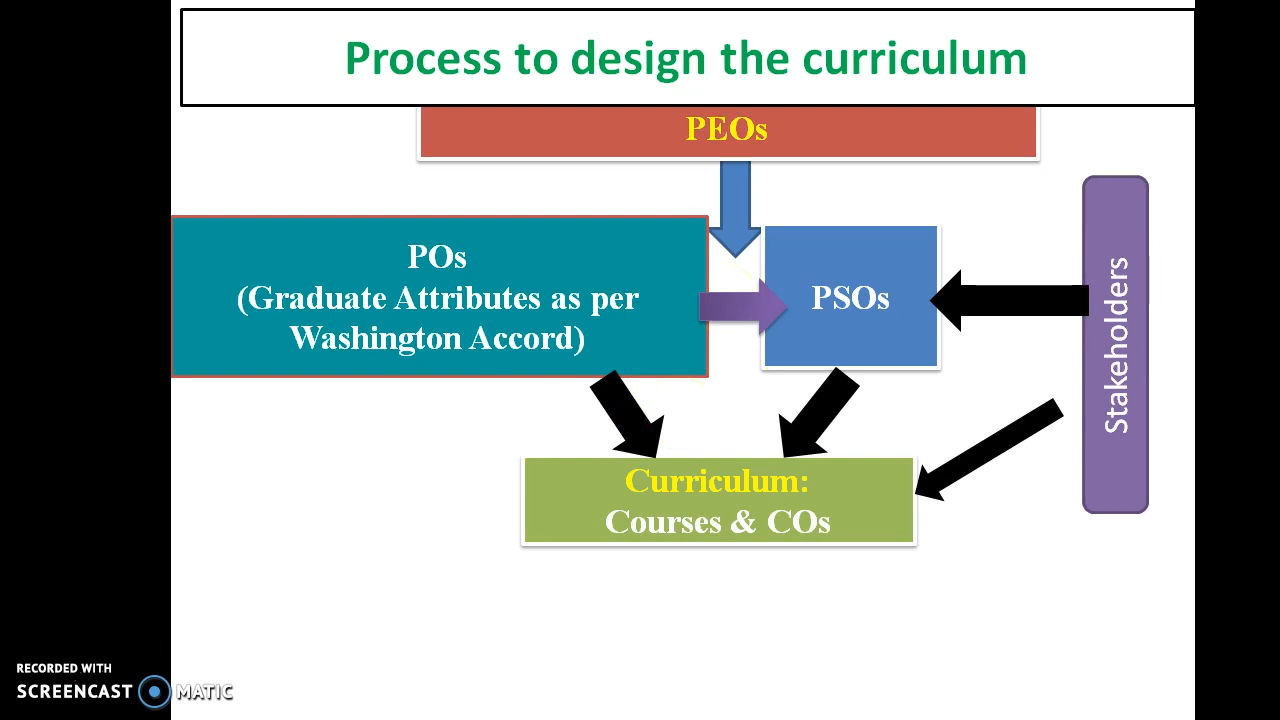 Process to design the curriculum
PEOs
POs
(Graduate Attributes as per
Washington Accord)
PSOs
Stakeholders
Curriculum:
Courses & COs
RECORDED WITH
SCREENCAST MATIC